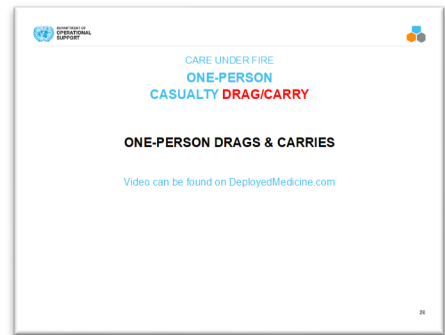 DEPARTMENT OF
OPERATIONAL
SUPPORT
CARE UNDER FIRE
ONE-PERSON
CASUALTY DRAG/CARRY
ONE-PERSON DRAGS & CARRIES
Video can be found on DeployedMedicine.com
26